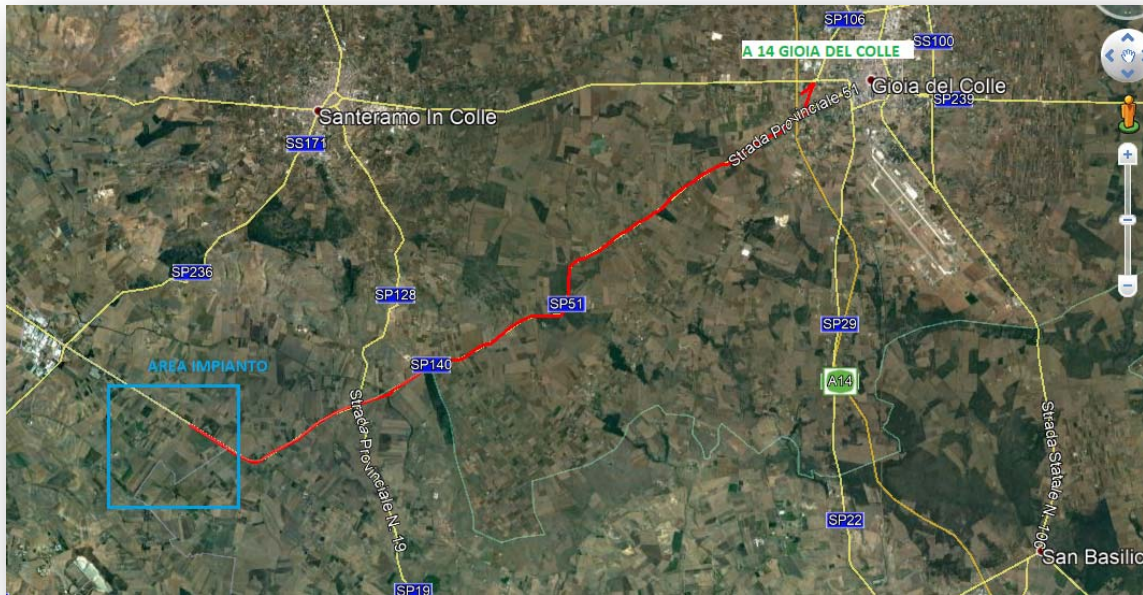 SP106
SS100
A 14 GIOIA DEL COLLE
Gioia del Colle
SP239
Strada Provinciale 51
Santeramo In Colle
SS171
SP236
SP128
SP51
SP29
SP140
AREA IMPIANTO
A14
Strada Provinciale N. 19
Strada Statale N. 100
SP22
San Basilio
SP19